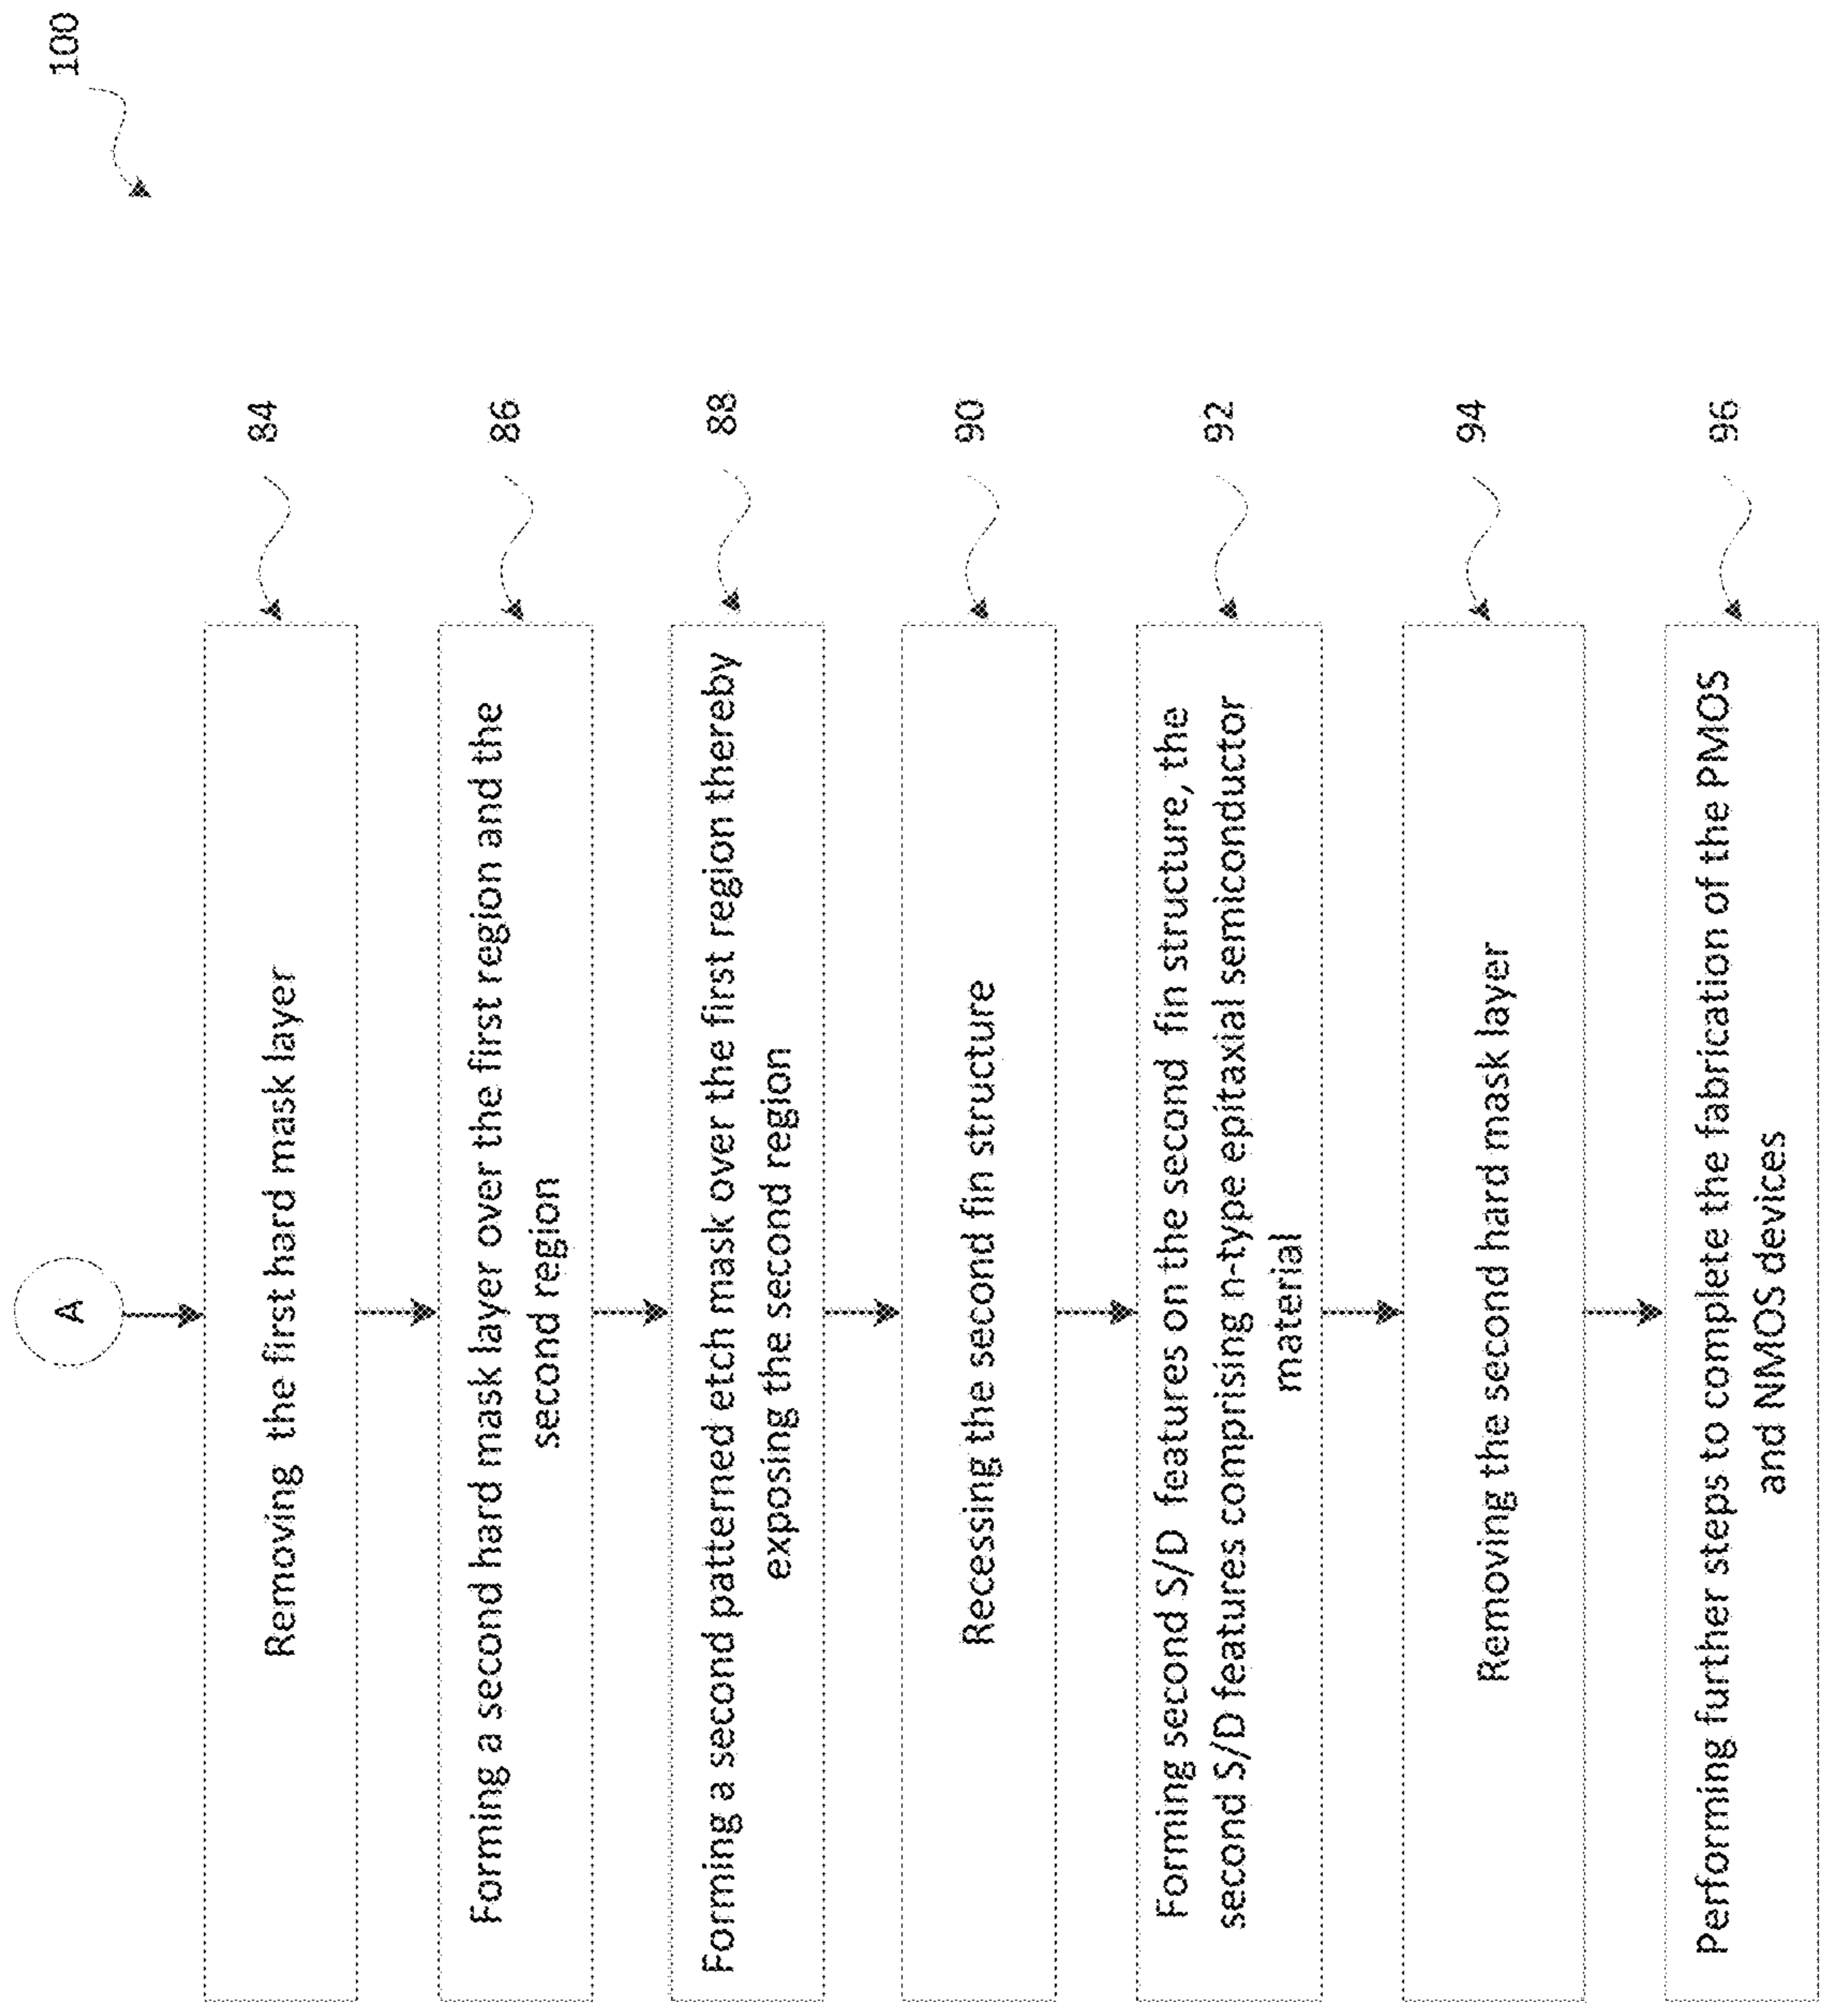 100
A
Removing the first hard mask layer
84
Forming a second hard mask layer over the first region and the
second region
86
Forming a second patterned etch mask over the first region thereby
exposing the second region
88
Recessing the second fin structure
90
Forming second S/D features on the second fin structure, the
second S/D features comprising n-type epitaxial semiconductor
material
92
Removing the second hard mask layer
94
Performing further steps to complete the fabrication of the PMOS
and NMOS devices
96